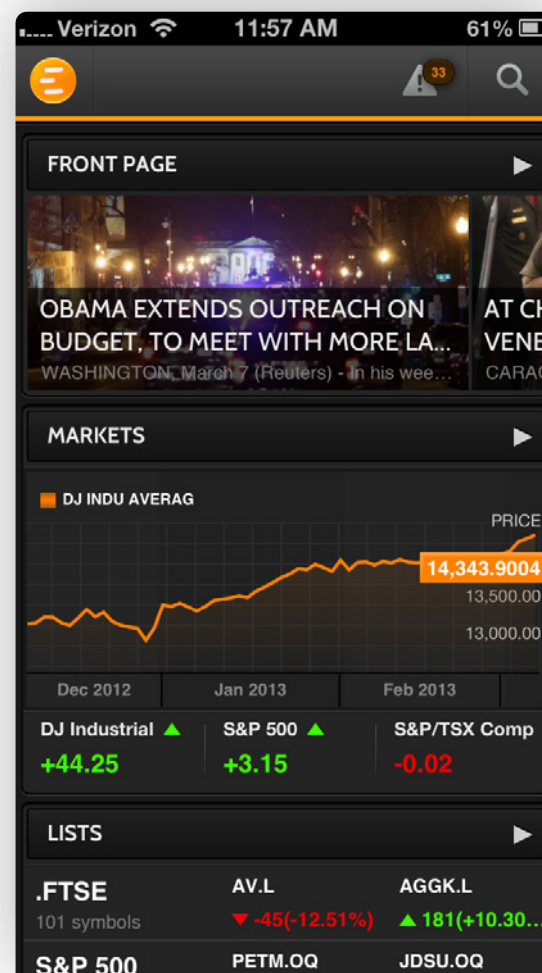 Verizon 11:57 AM 61%
33
FRONT PAGE
OBAMA EXTENDS OUTREACH ON
BUDGET, TO MEET WITH MORE LA...
WASHINGTON, March 7 (Reuters) - In his wee...
AT CH
VENE
CARAC
MARKETS
DJ INDU AVERAG
PRICE
14,343.9004
13,500.00
13,000.00
Dec 2012 Jan 2013 Feb 2013
DJ Industrial ▲ S&P 500 ▲ S&P/TSX Comp
+44.25 +3.15 -0.02
LISTS
.FTSE AV.L AGGK.L
101 symbols ▼ -45(-12.51%) ▲ 181(+10.30...
S&P 500 PETM.OQ JDSU.OQ